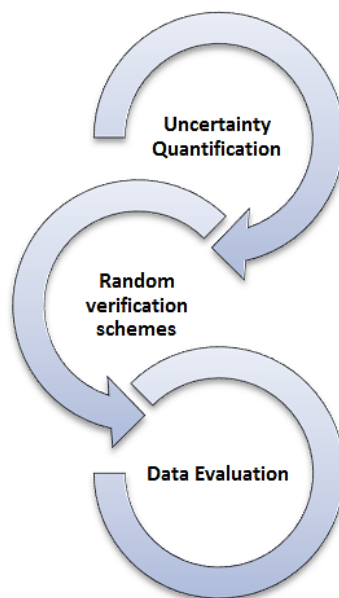 Uncertainty
Quantification
Random
verification
schemes
Data Evaluation